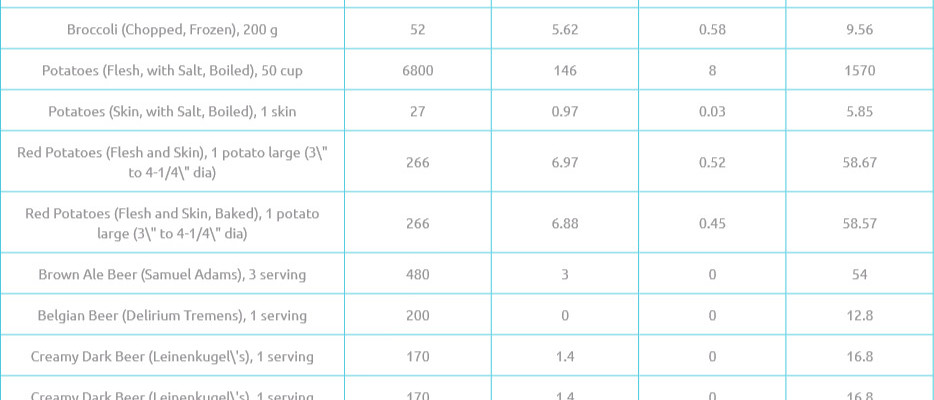 Broccoli (Chopped, Frozen), 200 g 52 5.62 0.58 9.56
Potatoes (Flesh, with Salt, Boiled), 50 cup 6800 146 8 1570
Potatoes (Skin, with Salt, Boiled), 1 skin 27 0.97 0.03 5.85
Red Potatoes (Flesh and Skin), 1 potato large (3\"
to 4-1/4\" dia) 266 6.97 0.52 58.67
Red Potatoes (Flesh and Skin, Baked), 1 potato
large (3\" to 4-1/4\" dia) 266 6.88 0.45 58.57
Brown Ale Beer (Samuel Adams), 3 serving 480 3 0 54
Belgian Beer (Delirium Tremens), 1 serving 200 0 0 12.8
Creamy Dark Beer (Leinenkugel\'s), 1 serving 170 1.4 0 16.8
Creamy Dark Beer (Leinenkugel\'s), 1 serving 170 1.4 0 16.8